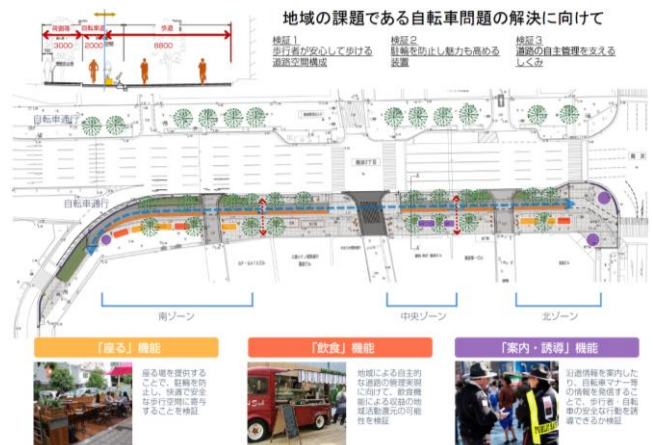 地域の課題である自転車問題の解決に向けて
検証1
歩行者が安心して歩ける
道路空間構成
検証2
駐輪を防止し魅力も高める
装置
検証3
道路の自主管理を支える
しくみ
荷捌帯
自転車道
歩道
3000
2000
6800
自転車通行
自転車通行
南ゾーン
中央ゾーン
北ゾーン
「座る」機能
座る場を提供する
ことで、駐輪を防
止し、快適で安全
な歩行空間に寄与
することを検証
「飲食」機能
地域による自主的
な道路の管理実現
に向けて、飲食機
能による収益の地
域活動還元の可能
性を検証
「案内・誘導」機能
沿道情報を案内した
り、自転車マナー等
の情報を発信するこ
とで、歩行者・自転
車の安全な行動を誘
導できるか検証